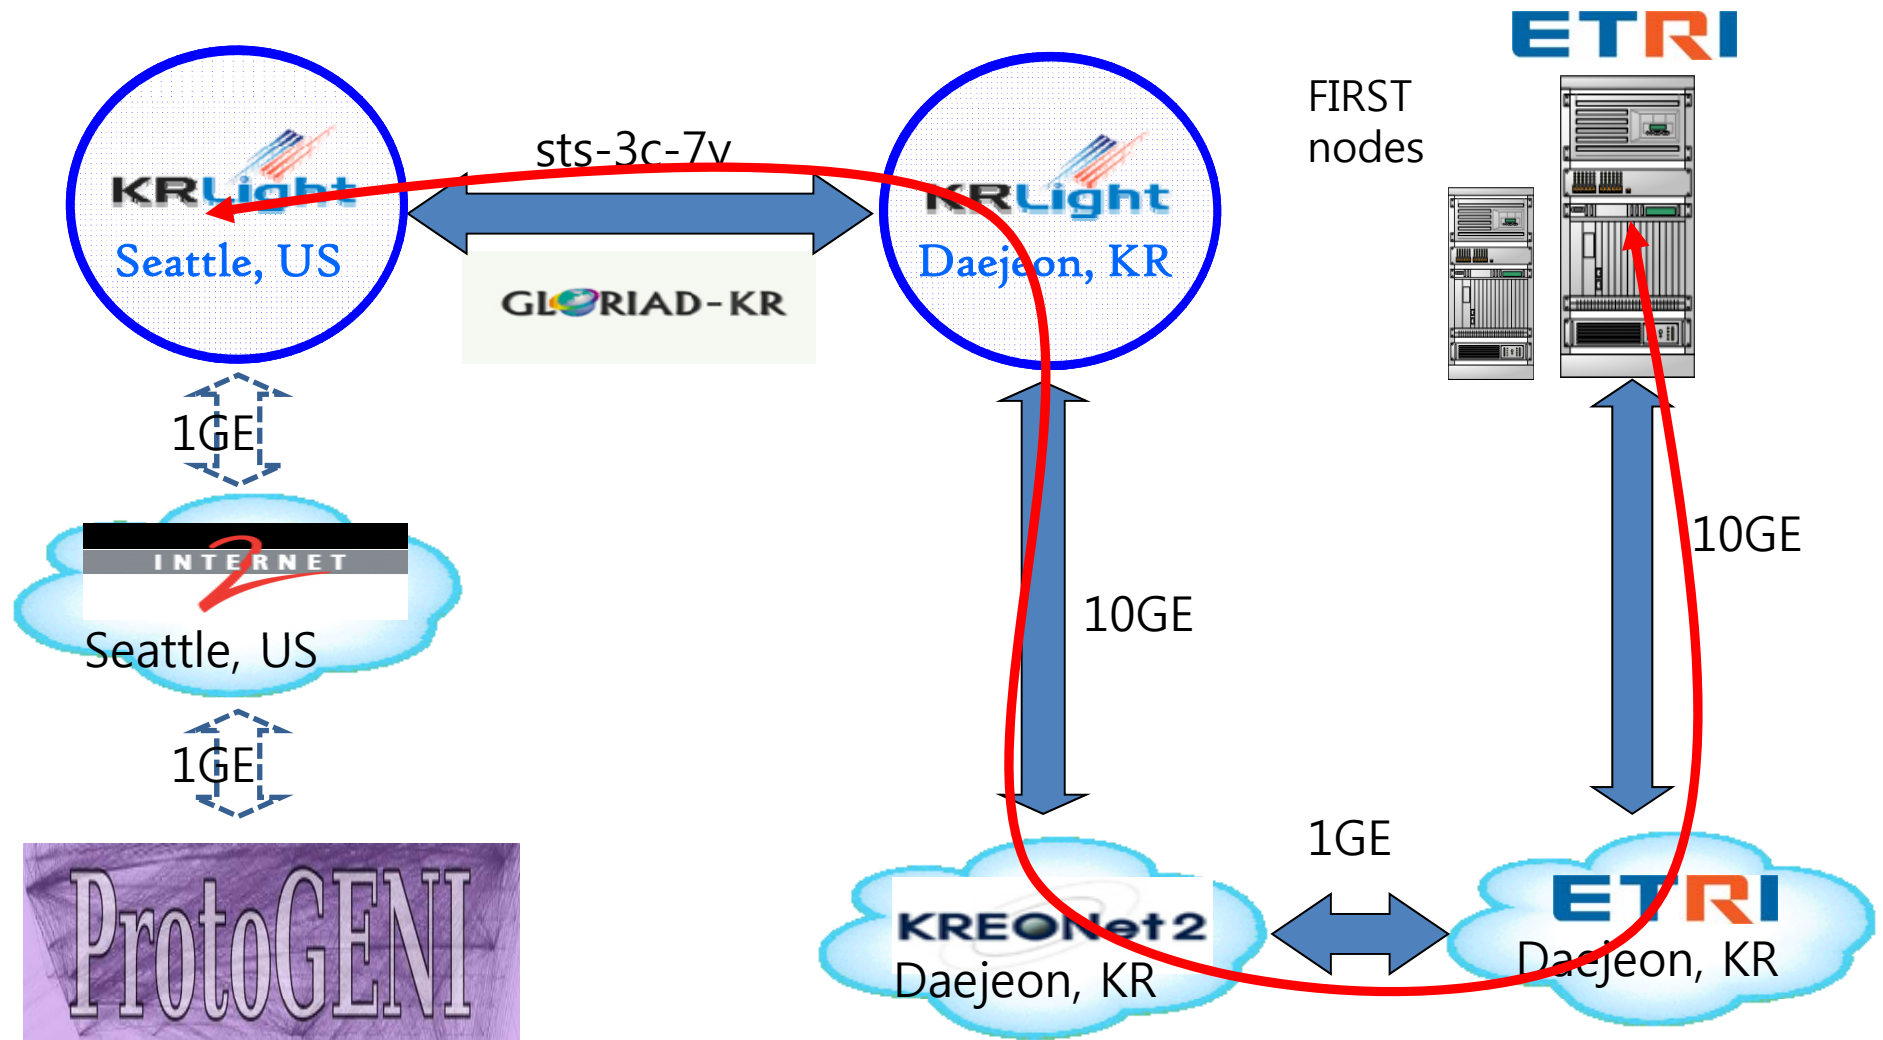 ETRI
FIRST
nodes
sts-3c-7v
KRLight
Seattle, US
KRLight
Daejeon, KR
GLORIAD-KR
1GE
INTERNET
2
Seattle, US
10GE
10GE
1GE
ProtoGENI
1GE
KREONet2
Daejeon, KR
ETRI
Daejeon, KR